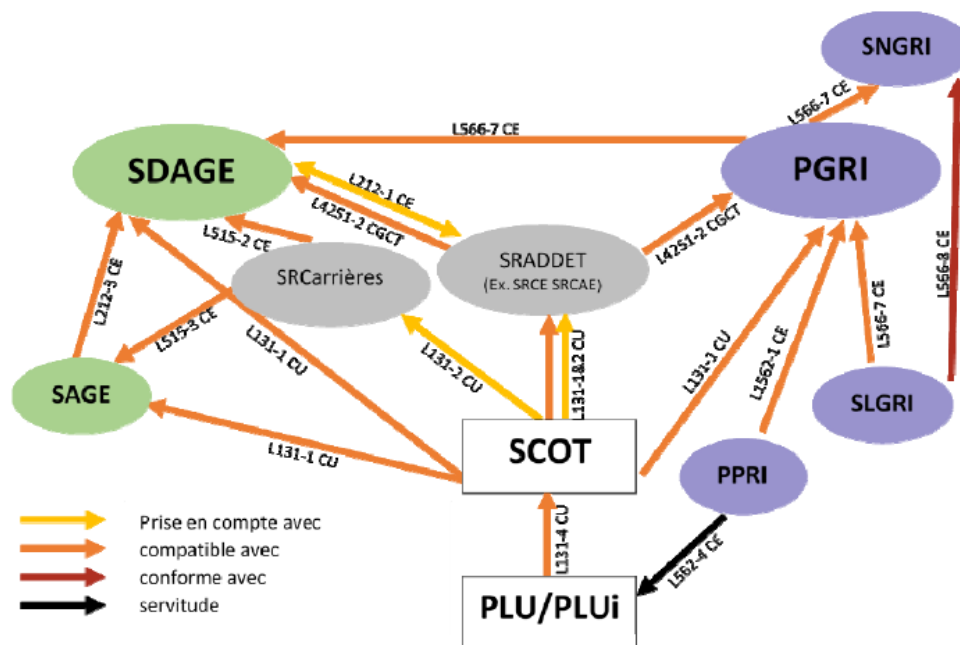 SNGRI
L566-7 CE
L566-7 CE
SDAGE
PGRI
L212-1 CE
L4251-2 CGCT
L4251-2 CGCT
L515-2 CE
SRADDET
(Ex. SRCE SRCAE)
SRCarrières
L566-8 CE
L212-3 CE
L515-3 CE
L131-1 CU
L131-2 CU
L131-1&2 CU
L131-1 CU
L1562-1 CE
L566-7 CE
SAGE
SLGRI
L131-1 CU
SCOT
PPRI
Prise en compte avec
compatible avec
conforme avec
servitude
L131-4 CU
L562-4 CE
PLU/PLUi